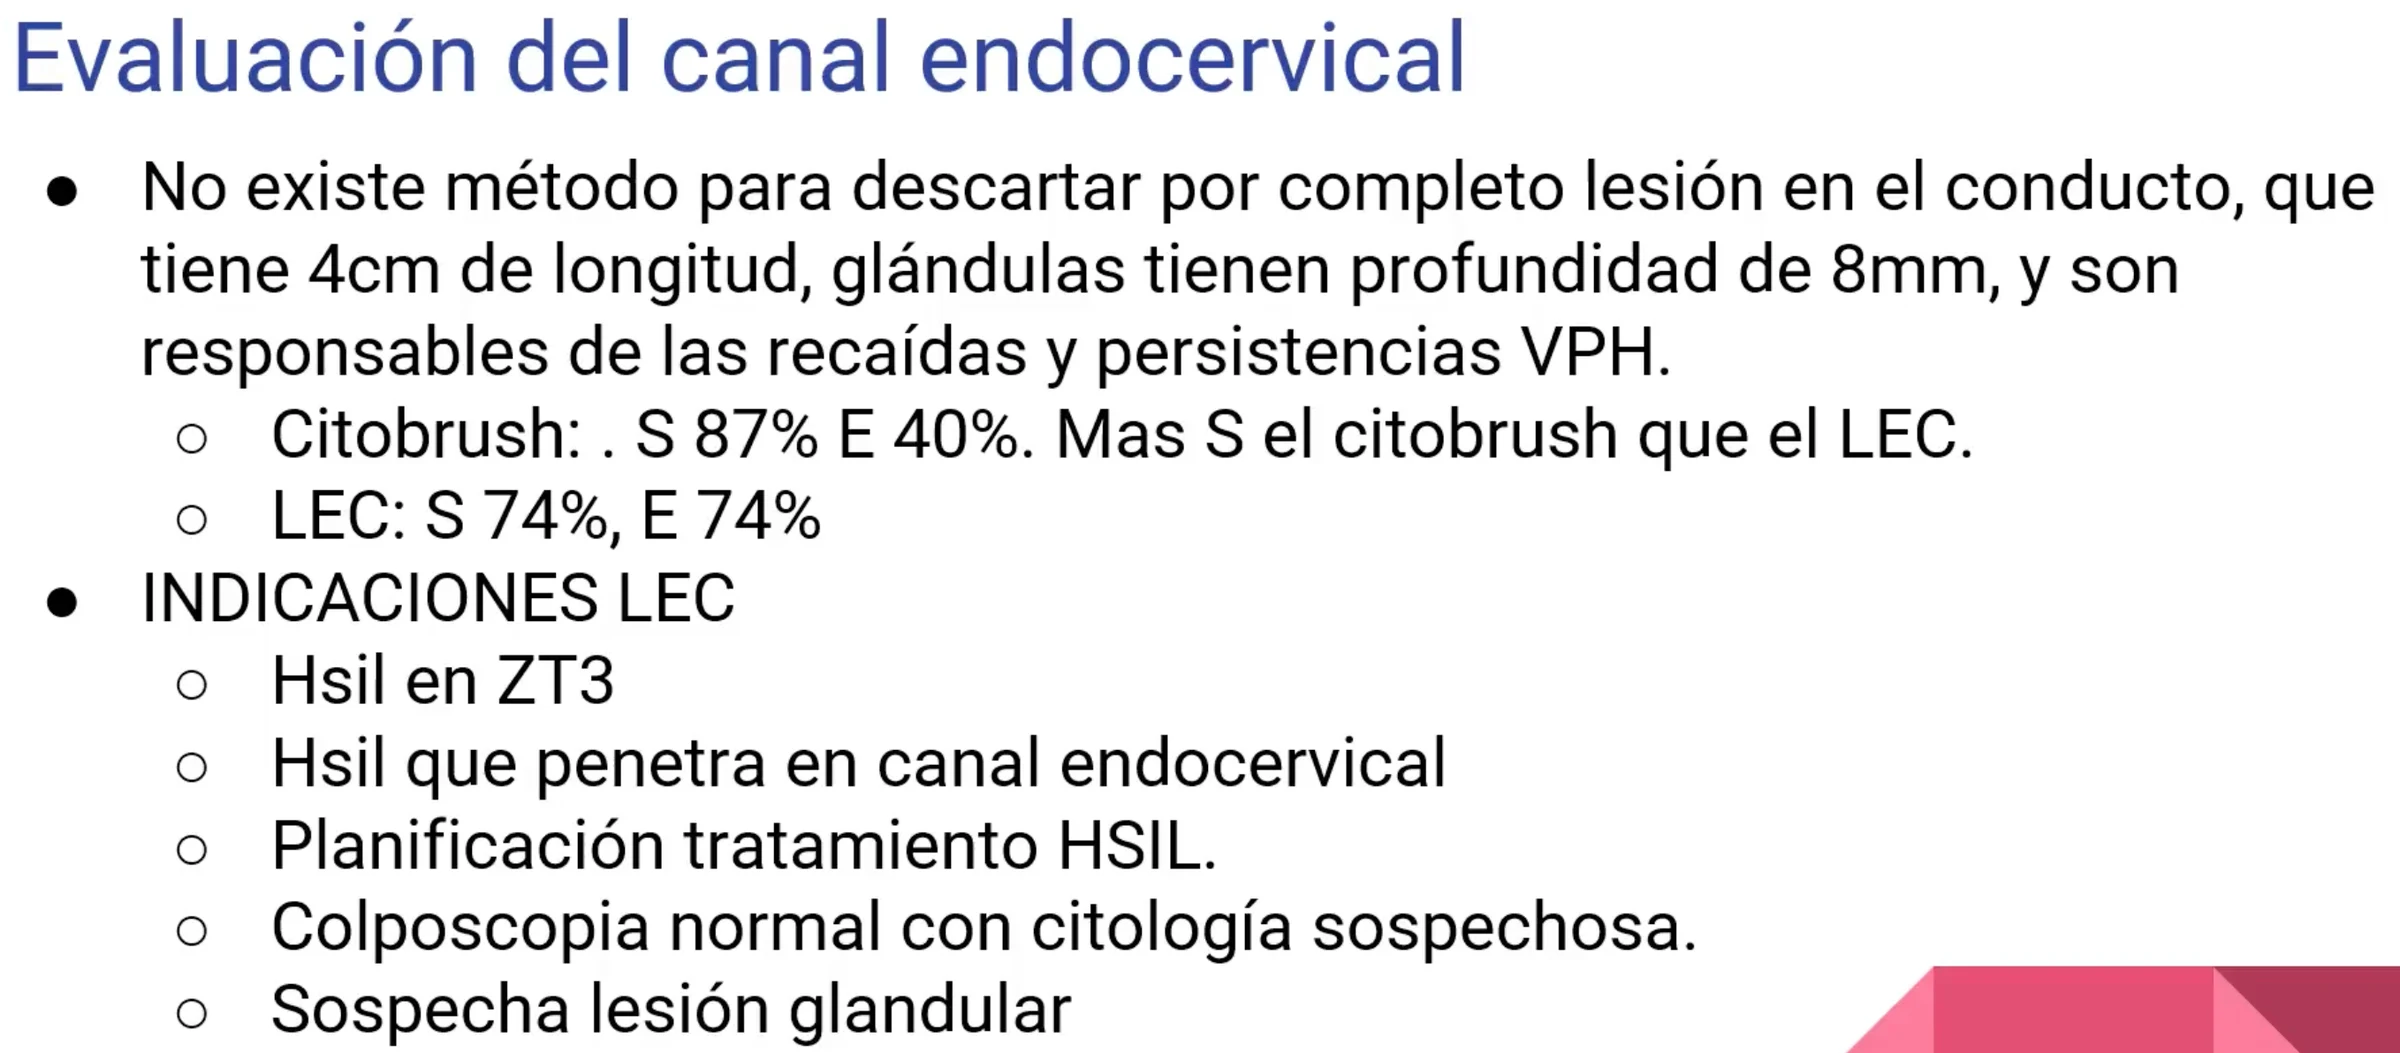 Evaluación del canal endocervical
● No existe método para descartar por completo lesión en el conducto, que
tiene 4cm de longitud, glándulas tienen profundidad de 8mm, y son
responsables de las recaídas y persistencias VPH.
○ Citobrush: . S 87% E 40%. Mas S el citobrush que el LEC.
○ LEC: S 74%, E 74%
● INDICACIONES LEC
○ Hsil en ZT3
○ Hsil que penetra en canal endocervical
○ Planificación tratamiento HSIL.
○ Colposcopia normal con citología sospechosa.
○ Sospecha lesión glandular